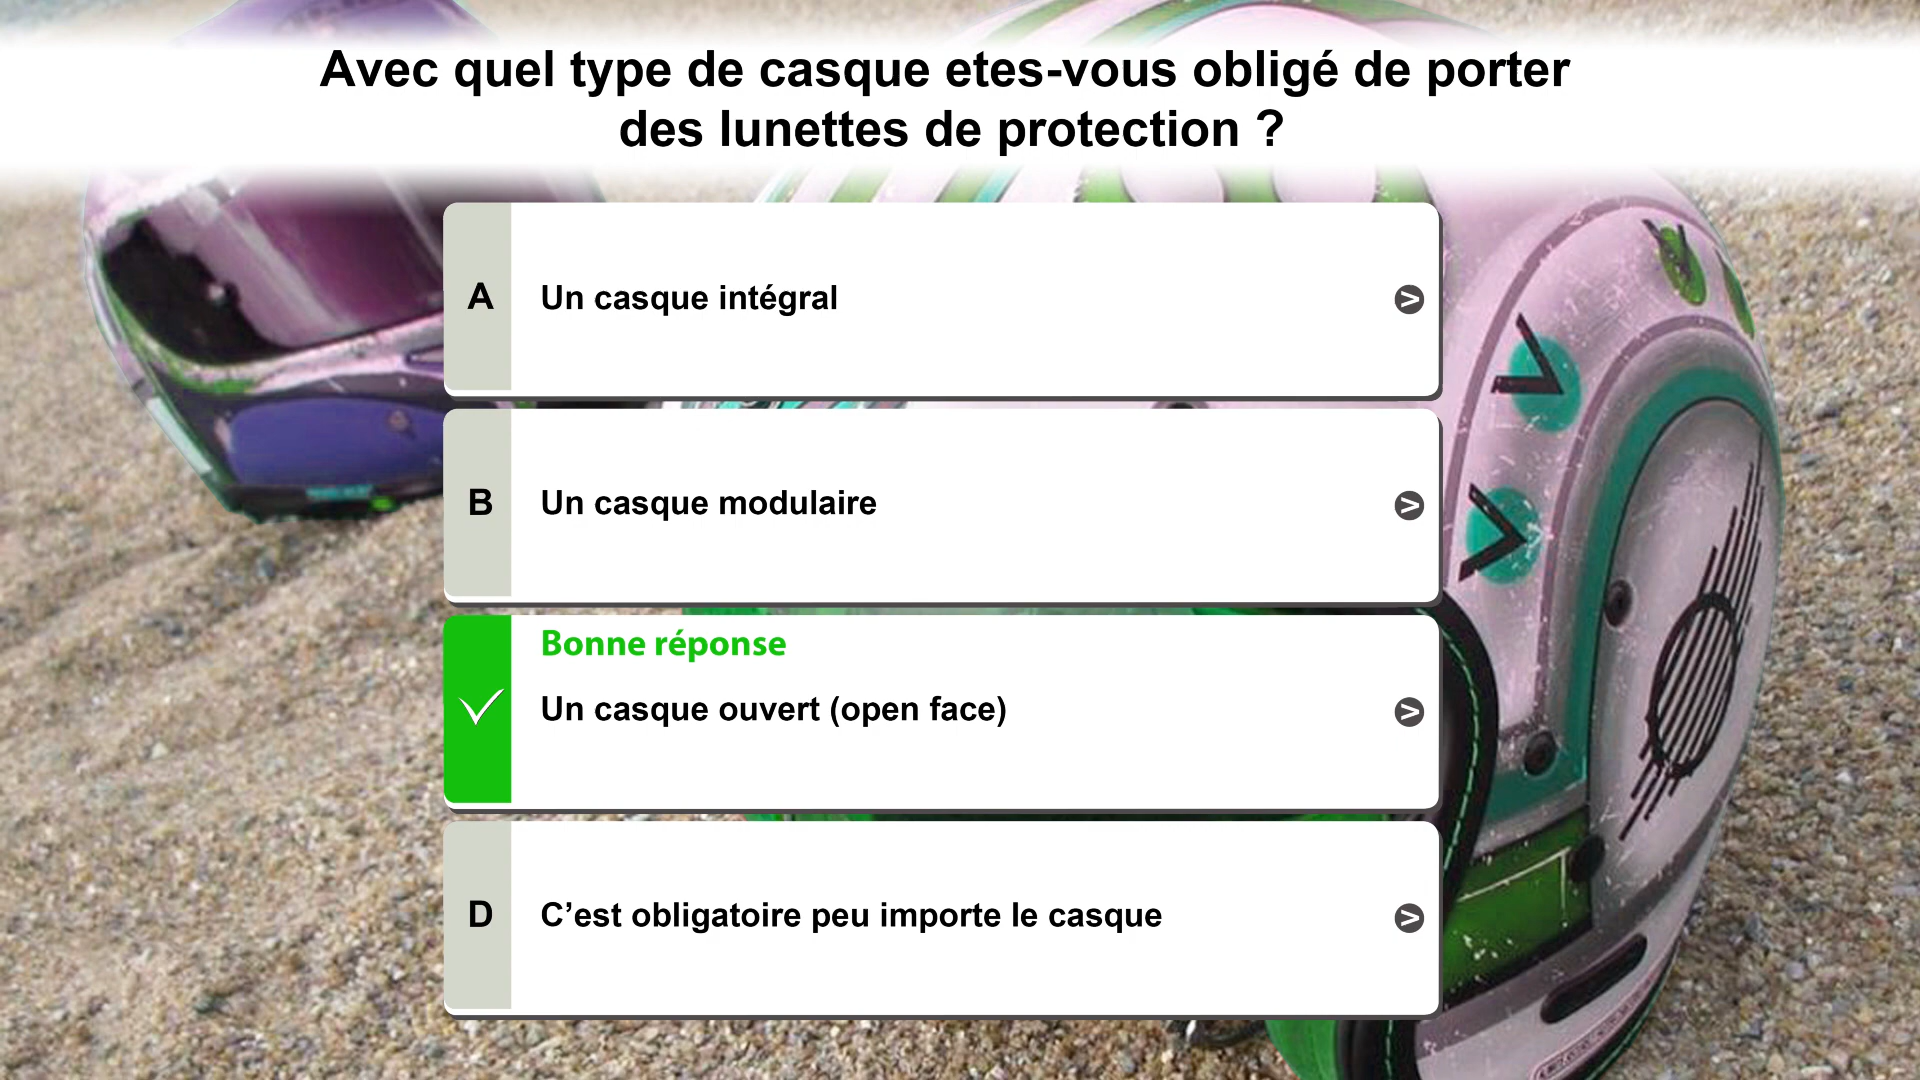 Avec quel type de casque etes-vous obligé de porter
des lunettes de protection ?
A
Un casque intégral
B
Un casque modulaire
Bonne réponse
Un casque ouvert (open face)
D
C’est obligatoire peu importe le casque